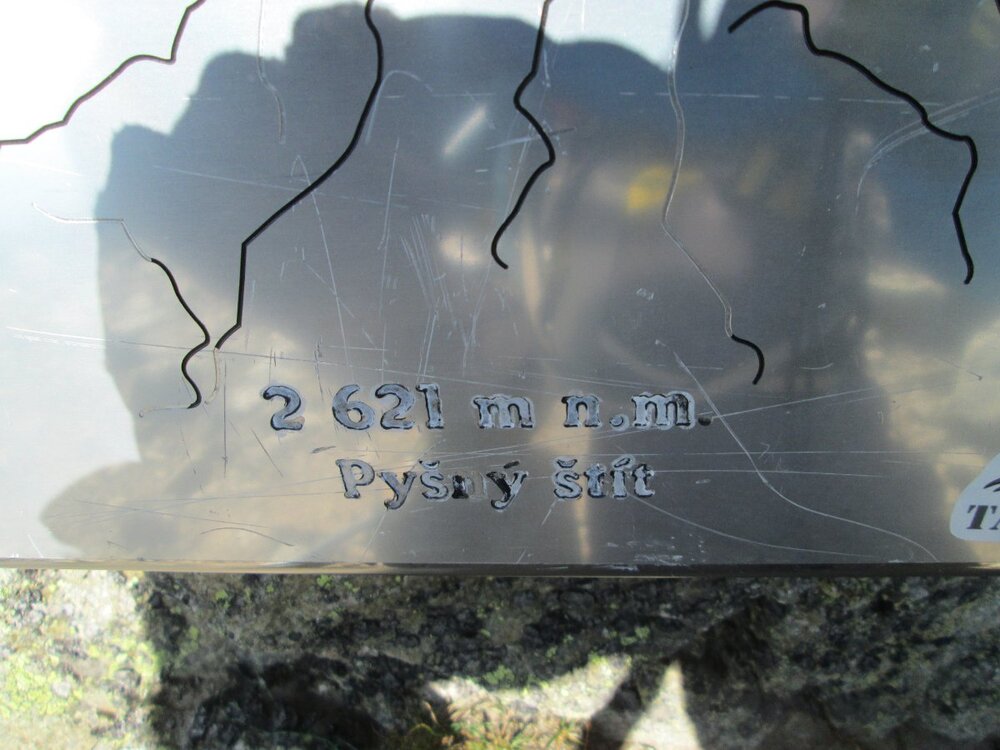 2 621 m n.m.
Pyšný štít